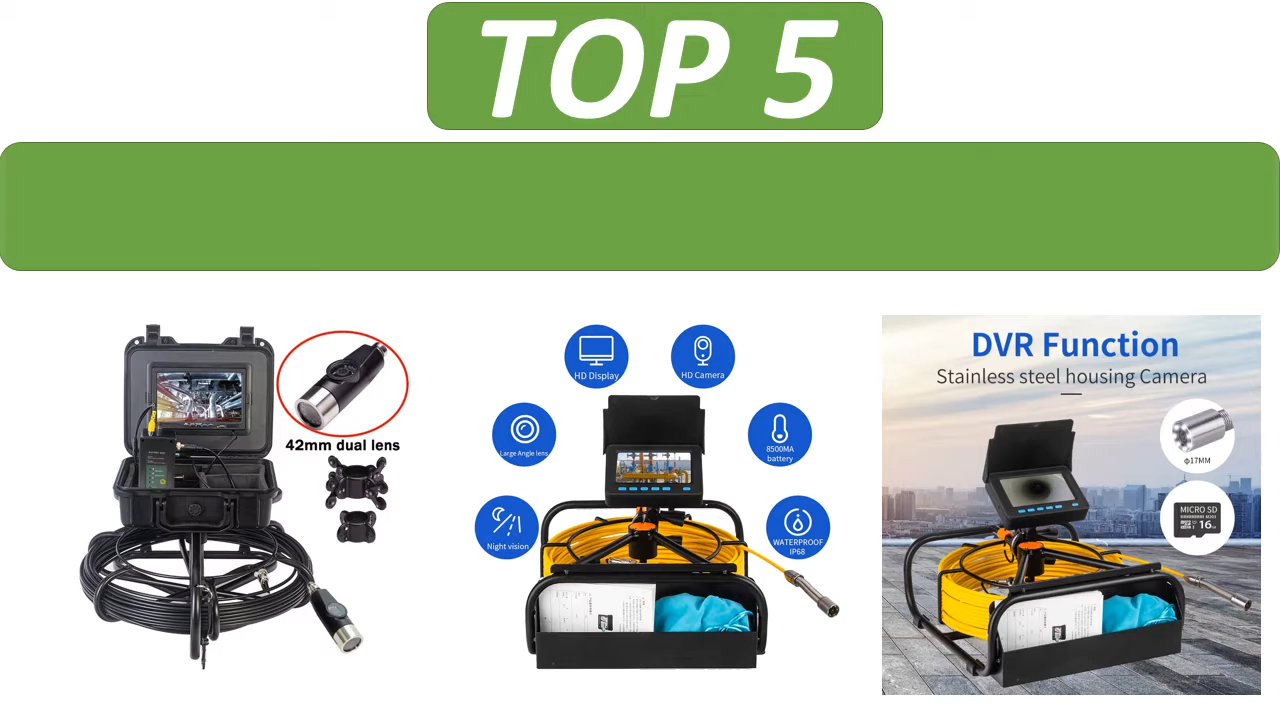 TOP 5
42mm dual lens
HD Display
HD Camera
Large Angle lens
8500MA
battery
Night vision
WATERPROOF
IP68
DVR Function
Stainless steel housing Camera
Φ17MM
MICRO SD
16